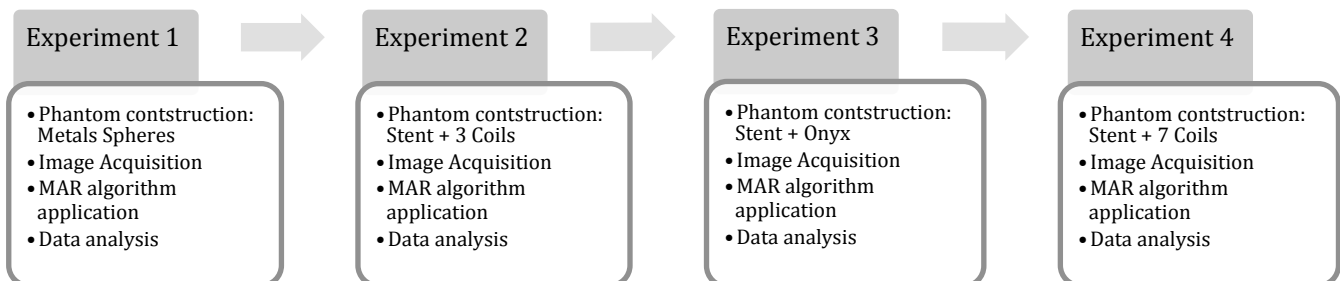 Experiment 1
• Phantom contstruction:
Metals Spheres
• Image Acquisition
• MAR algorithm
application
• Data analysis
Experiment 2
• Phantom contstruction:
Stent + 3 Coils
• Image Acquisition
• MAR algorithm
application
• Data analysis
Experiment 3
• Phantom contstruction:
Stent + Onyx
• Image Acquisition
• MAR algorithm
application
• Data analysis
Experiment 4
• Phantom contstruction:
Stent + 7 Coils
• Image Acquisition
• MAR algorithm
application
• Data analysis